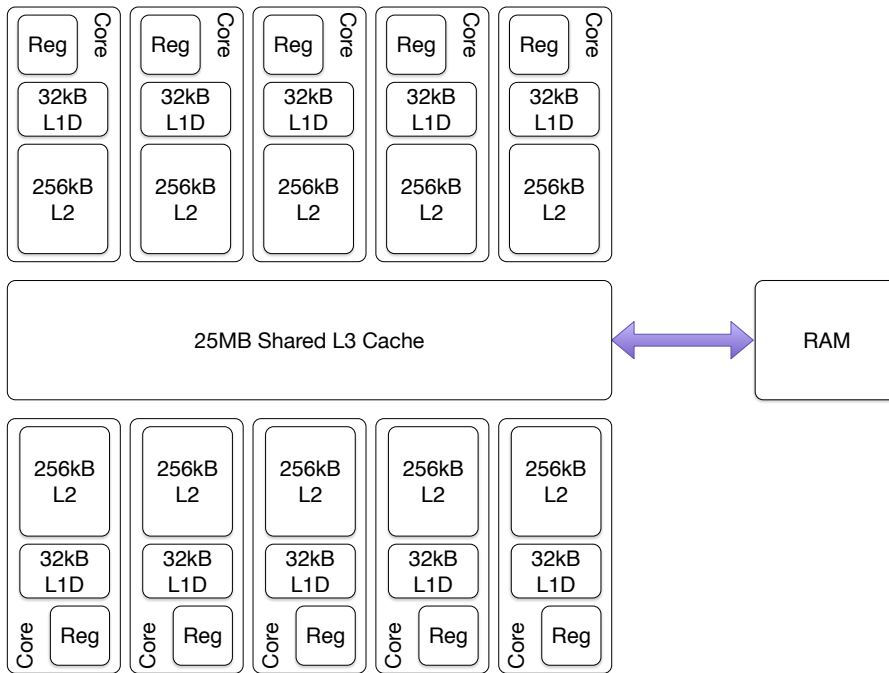 Reg
Core
32kB
L1D
256kB
L2
Reg
Core
32kB
L1D
256kB
L2
Reg
Core
32kB
L1D
256kB
L2
Reg
Core
32kB
L1D
256kB
L2
Reg
Core
32kB
L1D
256kB
L2
25MB Shared L3 Cache
RAM
256kB
L2
32kB
L1D
Core
Reg
256kB
L2
32kB
L1D
Core
Reg
256kB
L2
32kB
L1D
Core
Reg
256kB
L2
32kB
L1D
Core
Reg
256kB
L2
32kB
L1D
Core
Reg